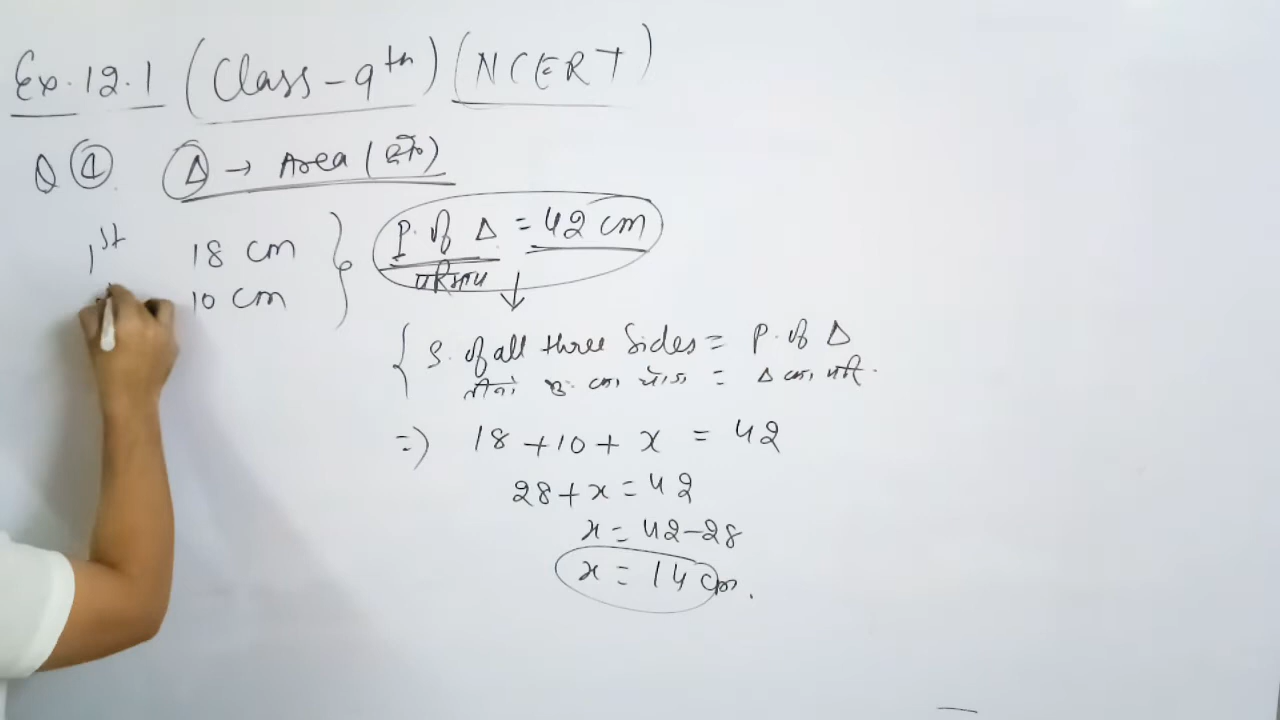 Ex. 12.1 (Class-9th) (NCERT)
Q ① Δ → Area (क्षे०)
1st 18 cm } P. of Δ = 42 cm
10 cm परिमाप
↓
{ S. of all three Sides = P. of Δ
तीनों भु. का योग = Δ का परि.
=) 18 + 10 + x = 42
28 + x = 42
x = 42 - 28
x = 14 cm.